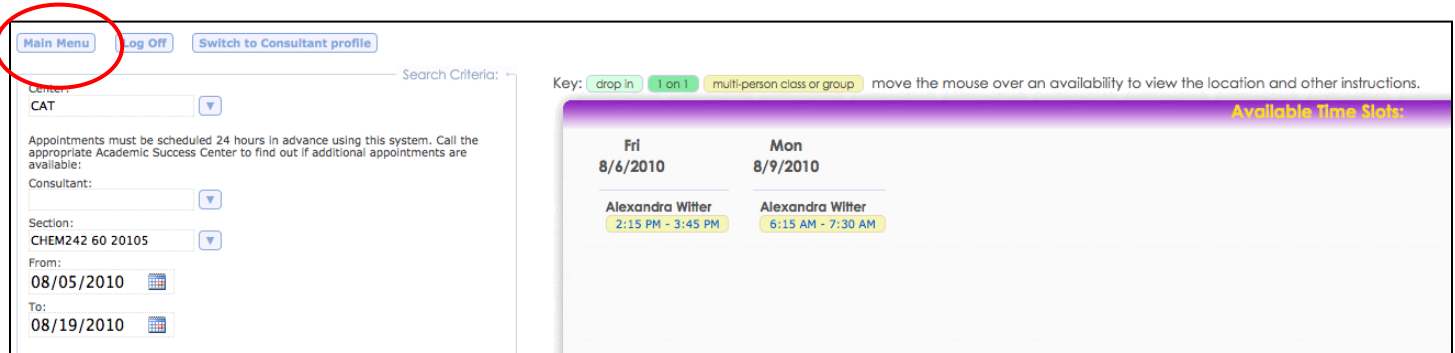 Main Menu Log Off Switch to Consultant profile
Search Criteria:
Center:
CAT
Appointments must be scheduled 24 hours in advance using this system. Call the
appropriate Academic Success Center to find out if additional appointments are
available:
Consultant:
Section:
CHEM242 60 20105
From:
08/05/2010
To:
08/19/2010
Key: drop in 1 on 1 multi-person class or group move the mouse over an availability to view the location and other instructions.
Available Time Slots:
Fri Mon
8/6/2010 8/9/2010
Alexandra Witter Alexandra Witter
2:15 PM - 3:45 PM 6:15 AM - 7:30 AM